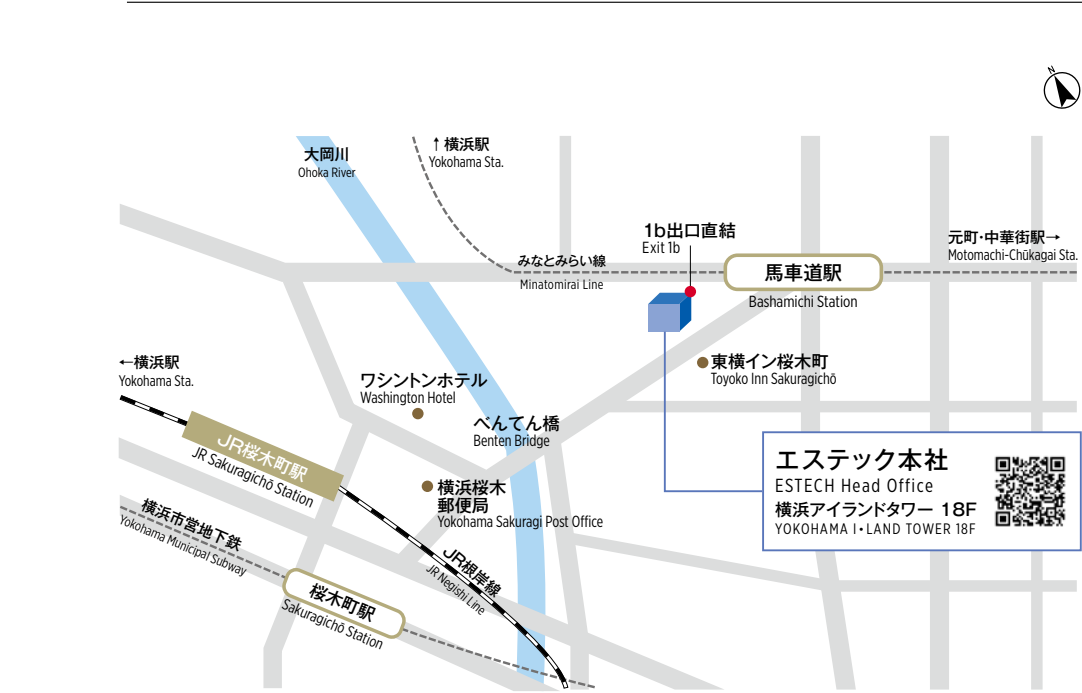 N
大岡川
Ohoka River
↑横浜駅
Yokohama Sta.
1b出口直結
Exit 1b
みなとみらい線
Minatomirai Line
馬車道駅
Bashamichi Station
元町・中華街駅→
Motomachi-Chūkagai Sta.
←横浜駅
Yokohama Sta.
ワシントンホテル
Washington Hotel
東横イン桜木町
Toyoko Inn Sakuragichō
べんてん橋
Benten Bridge
JR桜木町駅
JR Sakuragichō Station
横浜桜木
郵便局
Yokohama Sakuragi Post Office
エステック本社
ESTECH Head Office
横浜アイランドタワー 18F
YOKOHAMA I・LAND TOWER 18F
横浜市営地下鉄
Yokohama Municipal Subway
JR根岸線
JR Negishi Line
桜木町駅
Sakuragichō Station